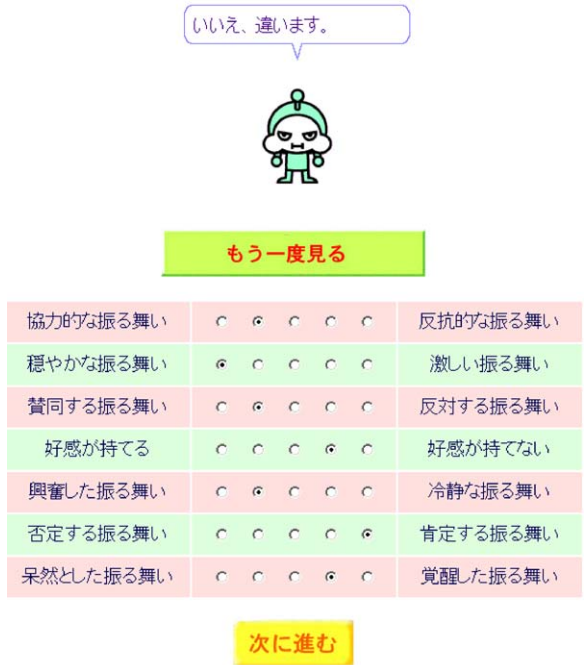 いいえ、違います。
もう一度見る
協力的な振る舞い 反抗的な振る舞い
穏やかな振る舞い 激しい振る舞い
賛同する振る舞い 反対する振る舞い
好感が持てる 好感が持てない
興奮した振る舞い 冷静な振る舞い
否定する振る舞い 肯定する振る舞い
呆然とした振る舞い 覚醒した振る舞い
次に進む